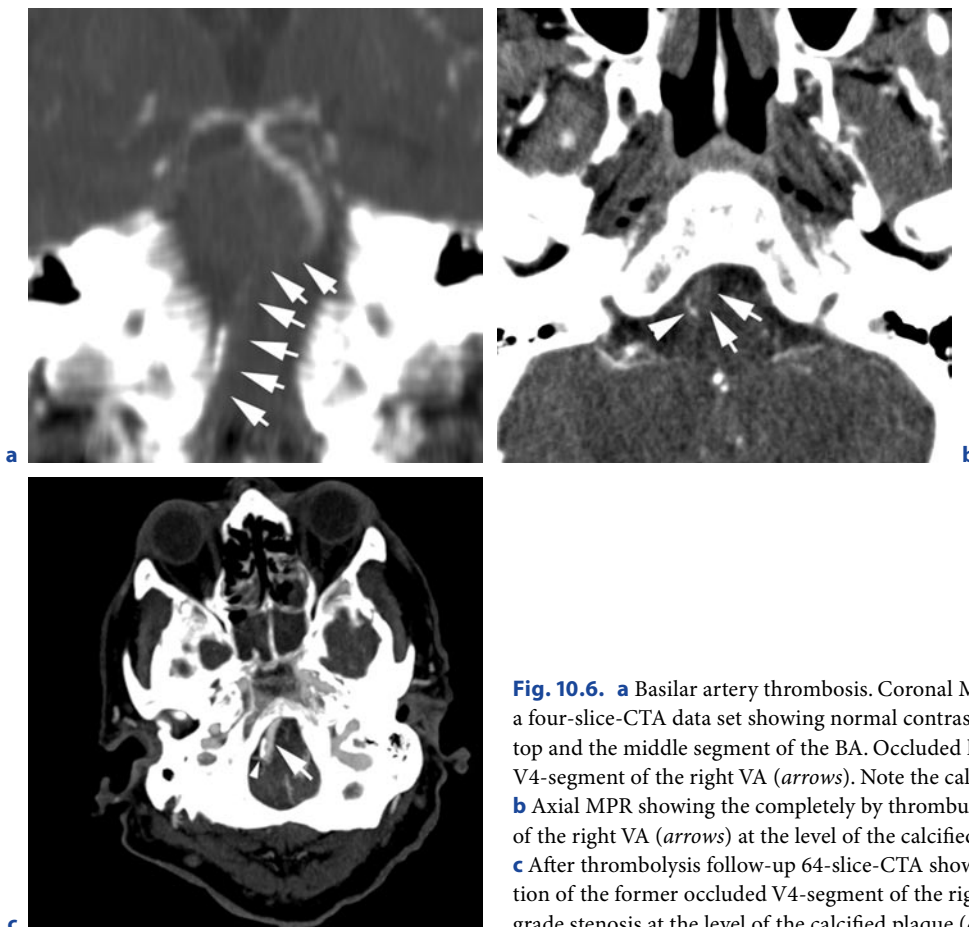 a
b
c
Fig. 10.6. a Basilar artery thrombosis. Coronal
a four-slice-CTA data set showing normal contras
top and the middle segment of the BA. Occluded
V4-segment of the right VA (arrows). Note the cal
b Axial MPR showing the completely by thrombu
of the right VA (arrows) at the level of the calcified
c After thrombolysis follow-up 64-slice-CTA show
tion of the former occluded V4-segment of the rig
grade stenosis at the level of the calcified plaque